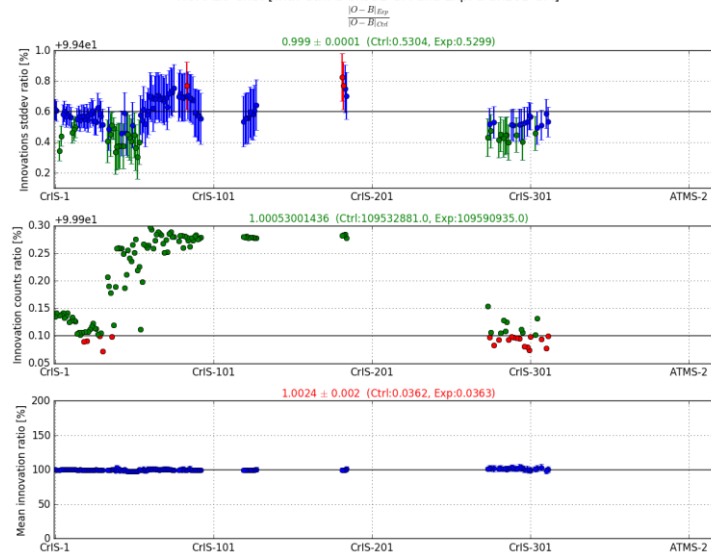 |O − B|Exp
|O − B|Ctrl
+9.94e1
0.999 ± 0.0001 (Ctrl:0.5304, Exp:0.5299)
Innovations stddev ratio [%]
1.0
0.8
0.6
0.4
0.2
CrIS-1 CrIS-101 CrIS-201 CrIS-301 ATMS-2
+9.99e1
1.00053001436 (Ctrl:109532881.0, Exp:109590935.0)
Innovation counts ratio [%]
0.30
0.25
0.20
0.15
0.10
0.05
CrIS-1 CrIS-101 CrIS-201 CrIS-301 ATMS-2
1.0024 ± 0.002 (Ctrl:0.0362, Exp:0.0363)
Mean innovation ratio [%]
200
150
100
50
0
CrIS-1 CrIS-101 CrIS-201 CrIS-301 ATMS-2